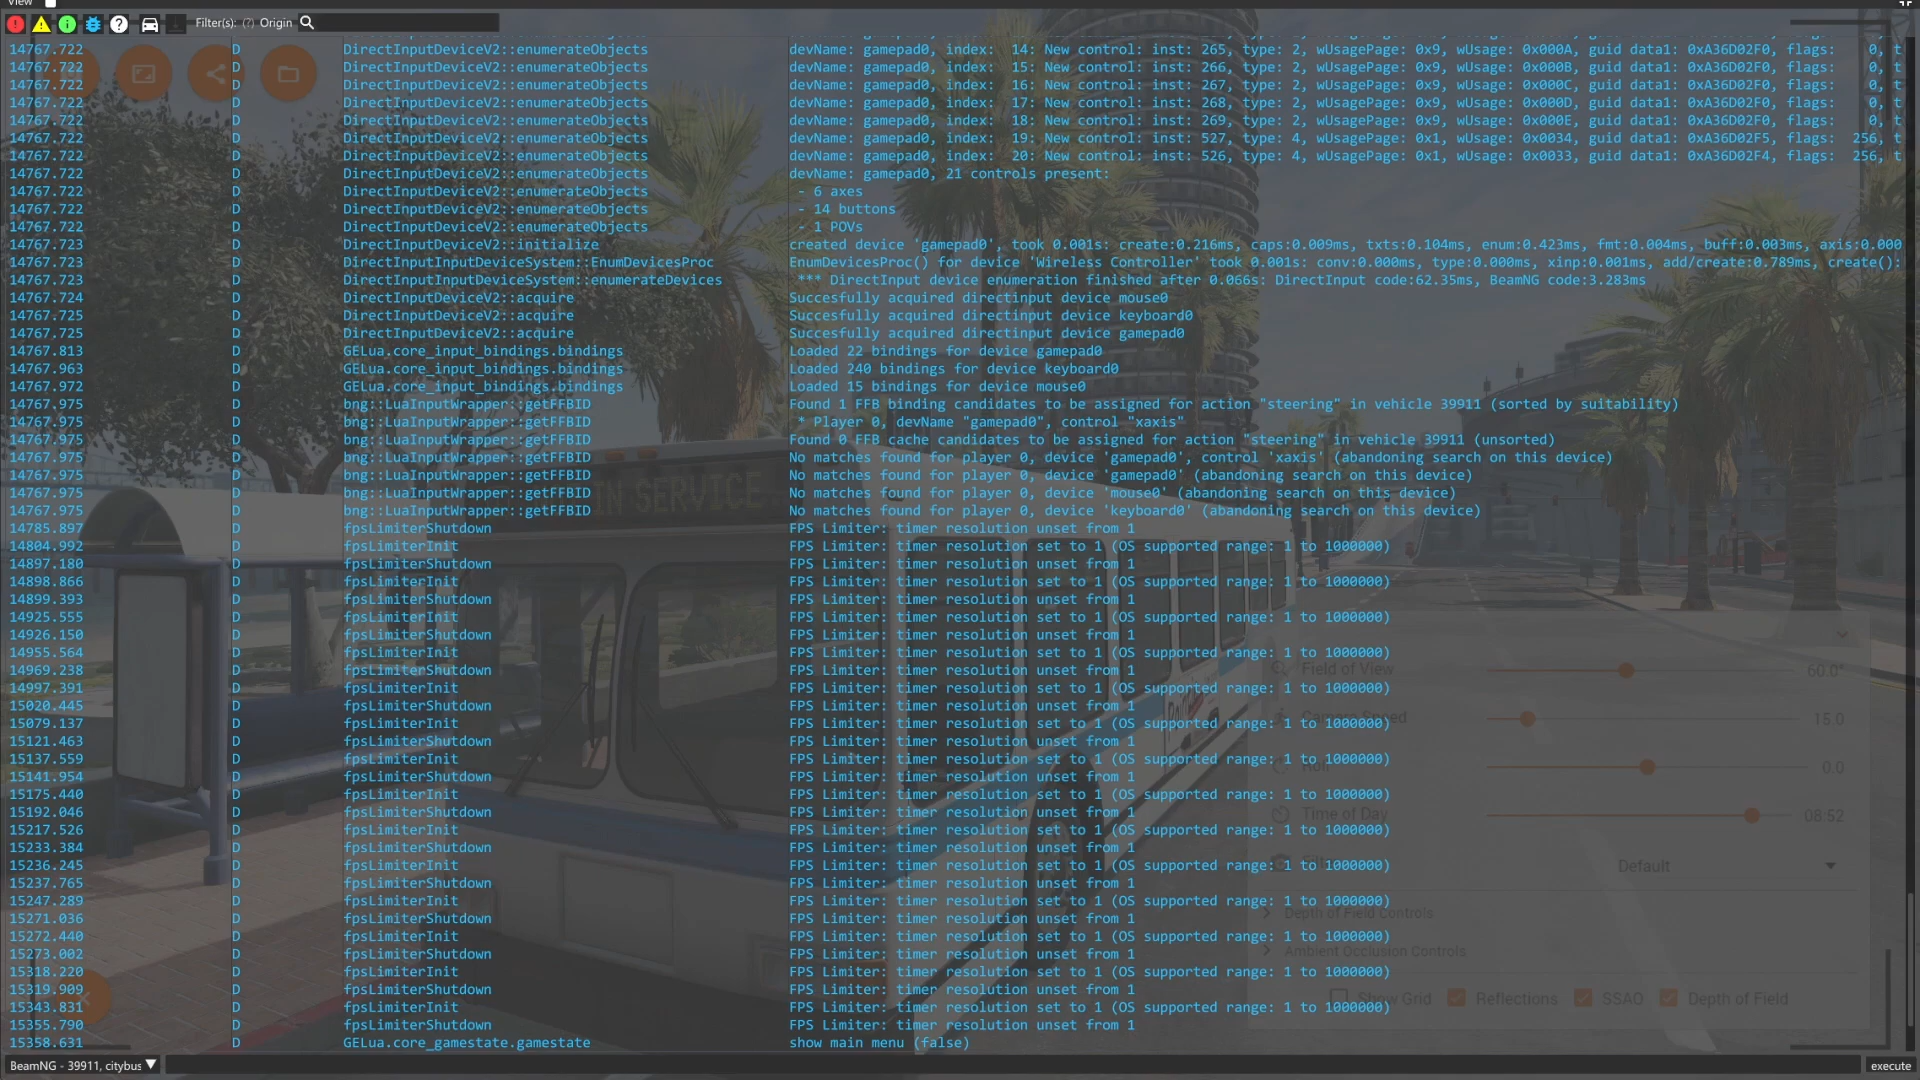 View
Filter(s): (?) Origin
14767.722 D DirectInputDeviceV2::enumerateObjects devName: gamepad0, index: 14: New control: inst: 265, type: 2, wUsagePage: 0x9, wUsage: 0x000A, guid data1: 0xA36D02F0, flags: 0, t
14767.722 D DirectInputDeviceV2::enumerateObjects devName: gamepad0, index: 15: New control: inst: 266, type: 2, wUsagePage: 0x9, wUsage: 0x000B, guid data1: 0xA36D02F0, flags: 0, t
14767.722 D DirectInputDeviceV2::enumerateObjects devName: gamepad0, index: 16: New control: inst: 267, type: 2, wUsagePage: 0x9, wUsage: 0x000C, guid data1: 0xA36D02F0, flags: 0, t
14767.722 D DirectInputDeviceV2::enumerateObjects devName: gamepad0, index: 17: New control: inst: 268, type: 2, wUsagePage: 0x9, wUsage: 0x000D, guid data1: 0xA36D02F0, flags: 0, t
14767.722 D DirectInputDeviceV2::enumerateObjects devName: gamepad0, index: 18: New control: inst: 269, type: 2, wUsagePage: 0x9, wUsage: 0x000E, guid data1: 0xA36D02F0, flags: 0, t
14767.722 D DirectInputDeviceV2::enumerateObjects devName: gamepad0, index: 19: New control: inst: 527, type: 4, wUsagePage: 0x1, wUsage: 0x0034, guid data1: 0xA36D02F5, flags: 256, t
14767.722 D DirectInputDeviceV2::enumerateObjects devName: gamepad0, index: 20: New control: inst: 526, type: 4, wUsagePage: 0x1, wUsage: 0x0033, guid data1: 0xA36D02F4, flags: 256, t
14767.722 D DirectInputDeviceV2::enumerateObjects devName: gamepad0, 21 controls present:
14767.722 D DirectInputDeviceV2::enumerateObjects - 6 axes
14767.722 D DirectInputDeviceV2::enumerateObjects - 14 buttons
14767.722 D DirectInputDeviceV2::enumerateObjects - 1 POVs
14767.723 D DirectInputDeviceV2::initialize created device 'gamepad0', took 0.001s: create:0.216ms, caps:0.009ms, txts:0.104ms, enum:0.423ms, fmt:0.004ms, buff:0.003ms, axis:0.000
14767.723 D DirectInputInputDeviceSystem::EnumDevicesProc EnumDevicesProc() for device 'Wireless Controller' took 0.001s: conv:0.000ms, type:0.000ms, xinp:0.001ms, add/create:0.789ms, create():
14767.723 D DirectInputInputDeviceSystem::enumerateDevices *** DirectInput device enumeration finished after 0.066s: DirectInput code:62.35ms, BeamNG code:3.283ms
14767.724 D DirectInputDeviceV2::acquire Succesfully acquired directinput device mouse0
14767.725 D DirectInputDeviceV2::acquire Succesfully acquired directinput device keyboard0
14767.725 D DirectInputDeviceV2::acquire Succesfully acquired directinput device gamepad0
14767.813 D GELua.core_input_bindings.bindings Loaded 22 bindings for device gamepad0
14767.963 D GELua.core_input_bindings.bindings Loaded 240 bindings for device keyboard0
14767.972 D GELua.core_input_bindings.bindings Loaded 15 bindings for device mouse0
14767.975 D bng::LuaInputWrapper::getFFBID Found 1 FFB binding candidates to be assigned for action "steering" in vehicle 39911 (sorted by suitability)
14767.975 D bng::LuaInputWrapper::getFFBID * Player 0, devName "gamepad0", control "xaxis"
14767.975 D bng::LuaInputWrapper::getFFBID Found 0 FFB cache candidates to be assigned for action "steering" in vehicle 39911 (unsorted)
14767.975 D bng::LuaInputWrapper::getFFBID No matches found for player 0, device 'gamepad0', control 'xaxis' (abandoning search on this device)
14767.975 D bng::LuaInputWrapper::getFFBID No matches found for player 0, device 'gamepad0' (abandoning search on this device)
14767.975 D bng::LuaInputWrapper::getFFBID No matches found for player 0, device 'mouse0' (abandoning search on this device)
14767.975 D bng::LuaInputWrapper::getFFBID No matches found for player 0, device 'keyboard0' (abandoning search on this device)
IN SERVICE
14785.897 D fpsLimiterShutdown FPS Limiter: timer resolution unset from 1
14804.992 D fpsLimiterInit FPS Limiter: timer resolution set to 1 (OS supported range: 1 to 1000000)
14897.180 D fpsLimiterShutdown FPS Limiter: timer resolution unset from 1
14898.866 D fpsLimiterInit FPS Limiter: timer resolution set to 1 (OS supported range: 1 to 1000000)
14899.393 D fpsLimiterShutdown FPS Limiter: timer resolution unset from 1
14925.555 D fpsLimiterInit FPS Limiter: timer resolution set to 1 (OS supported range: 1 to 1000000)
14926.150 D fpsLimiterShutdown FPS Limiter: timer resolution unset from 1
14955.564 D fpsLimiterInit FPS Limiter: timer resolution set to 1 (OS supported range: 1 to 1000000)
14969.238 D fpsLimiterShutdown FPS Limiter: timer resolution unset from 1
Field of View 60.0°
14997.391 D fpsLimiterInit FPS Limiter: timer resolution set to 1 (OS supported range: 1 to 1000000)
15020.445 D fpsLimiterShutdown FPS Limiter: timer resolution unset from 1
Camera Speed 15.0
15079.137 D fpsLimiterInit FPS Limiter: timer resolution set to 1 (OS supported range: 1 to 1000000)
15121.463 D fpsLimiterShutdown FPS Limiter: timer resolution unset from 1
15137.559 D fpsLimiterInit FPS Limiter: timer resolution set to 1 (OS supported range: 1 to 1000000)
Roll 0.0
15141.954 D fpsLimiterShutdown FPS Limiter: timer resolution unset from 1
15175.440 D fpsLimiterInit FPS Limiter: timer resolution set to 1 (OS supported range: 1 to 1000000)
15192.046 D fpsLimiterShutdown FPS Limiter: timer resolution unset from 1
Time of Day 08:52
15217.526 D fpsLimiterInit FPS Limiter: timer resolution set to 1 (OS supported range: 1 to 1000000)
15233.384 D fpsLimiterShutdown FPS Limiter: timer resolution unset from 1
15236.245 D fpsLimiterInit FPS Limiter: timer resolution set to 1 (OS supported range: 1 to 1000000)
Default
15237.765 D fpsLimiterShutdown FPS Limiter: timer resolution unset from 1
15247.289 D fpsLimiterInit FPS Limiter: timer resolution set to 1 (OS supported range: 1 to 1000000)
Depth of Field Controls
15271.036 D fpsLimiterShutdown FPS Limiter: timer resolution unset from 1
15272.440 D fpsLimiterInit FPS Limiter: timer resolution set to 1 (OS supported range: 1 to 1000000)
Ambient Occlusion Controls
15273.002 D fpsLimiterShutdown FPS Limiter: timer resolution unset from 1
15318.220 D fpsLimiterInit FPS Limiter: timer resolution set to 1 (OS supported range: 1 to 1000000)
15319.909 D fpsLimiterShutdown FPS Limiter: timer resolution unset from 1
Show Grid Reflections SSAO Depth of Field
15343.831 D fpsLimiterInit FPS Limiter: timer resolution set to 1 (OS supported range: 1 to 1000000)
15355.790 D fpsLimiterShutdown FPS Limiter: timer resolution unset from 1
15358.631 D GELua.core_gamestate.gamestate show main menu (false)
BeamNG - 39911, citybus
execute